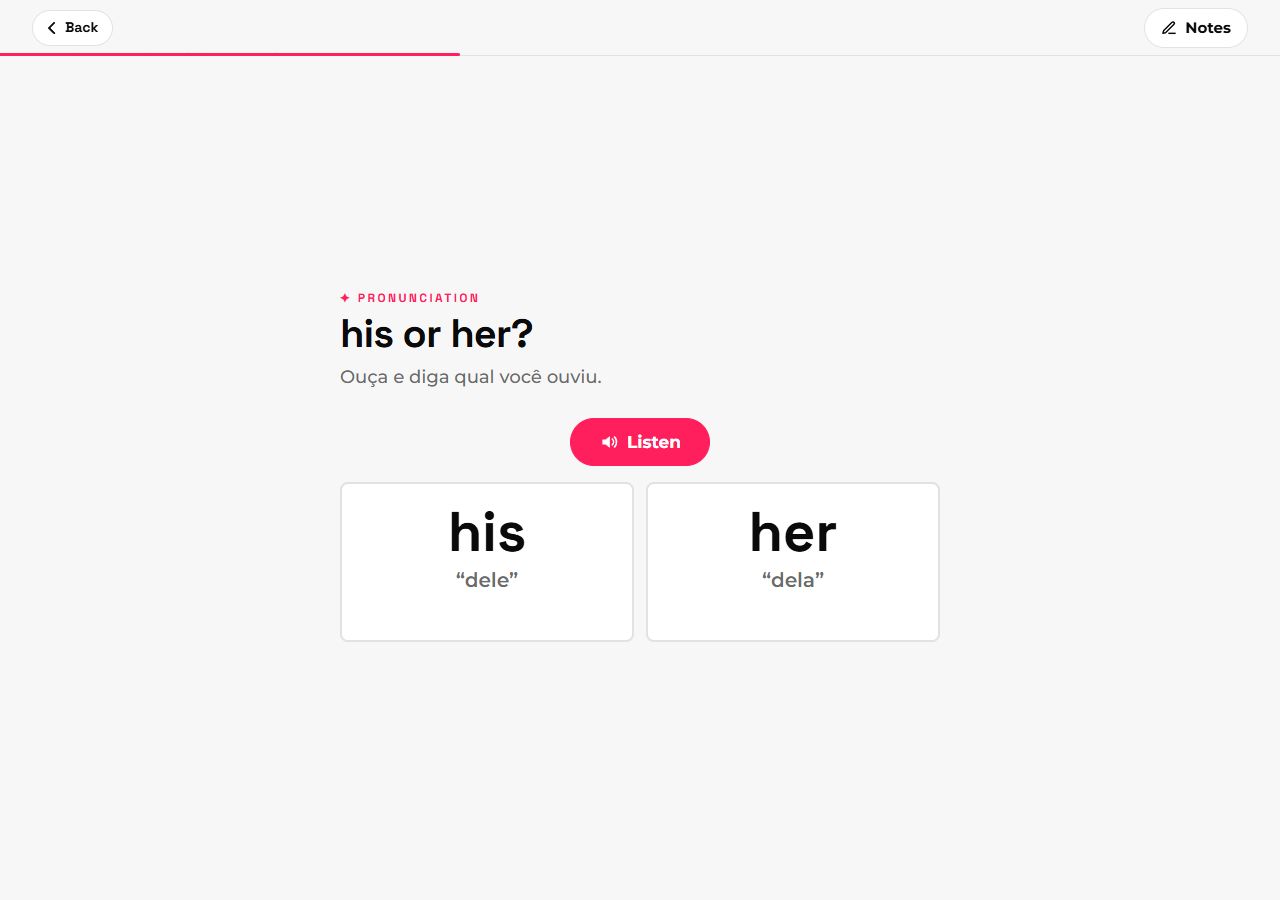 Back
Notes
PRONUNCIATION
his or her?
Ouça e diga qual você ouviu.
Listen
his
“dele”
her
“dela”